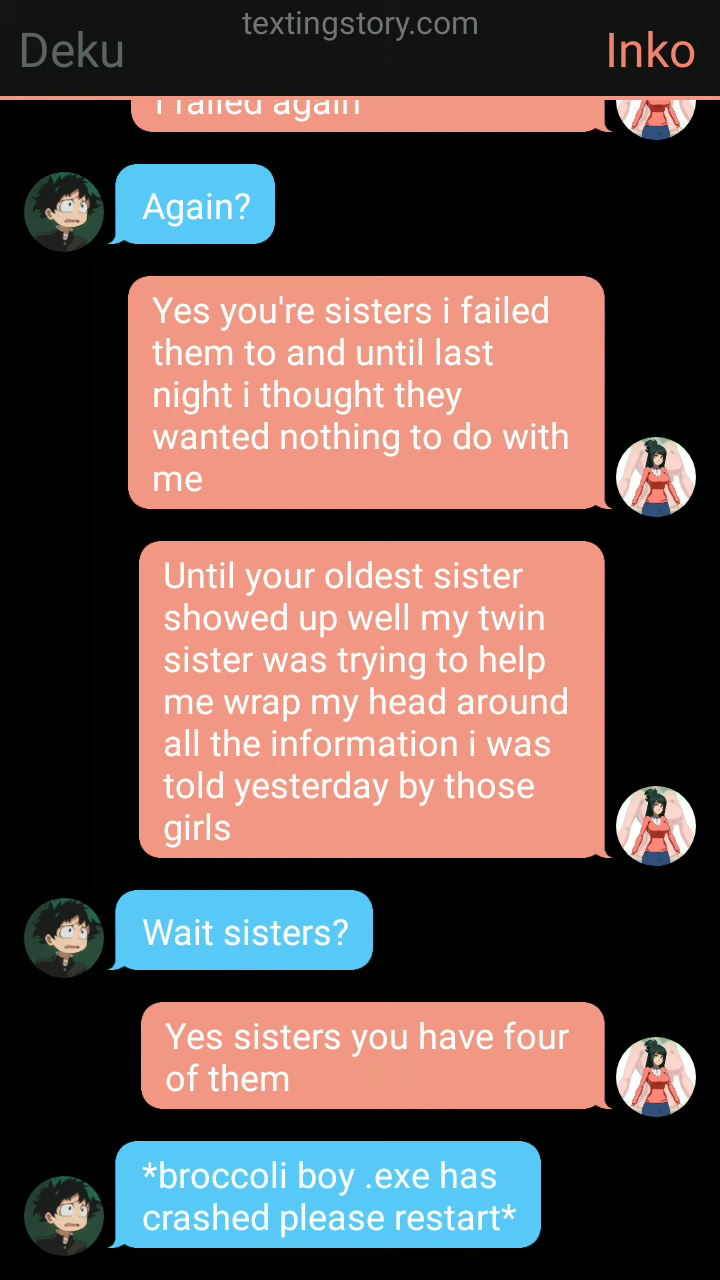 textingstory.com
Deku
Inko
I failed again
Again?
Yes you're sisters i failed
them to and until last
night i thought they
wanted nothing to do with
me
Until your oldest sister
showed up well my twin
sister was trying to help
me wrap my head around
all the information i was
told yesterday by those
girls
Wait sisters?
Yes sisters you have four
of them
*broccoli boy .exe has
crashed please restart*